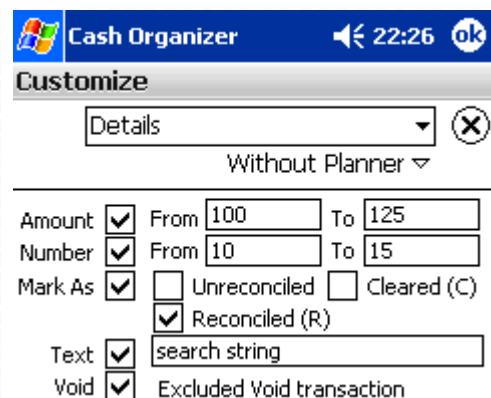 Cash Organizer 22:26 ok
Customize
Details
Without Planner
Amount From 100 To 125
Number From 10 To 15
Mark As Unreconciled Cleared (C)
Reconciled (R)
Text search string
Void Excluded Void transaction